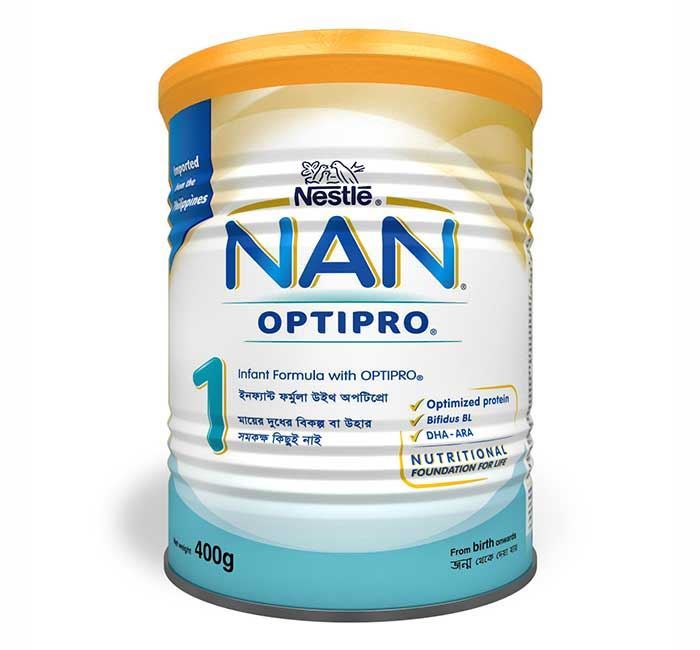 Imported
from the
Philippines
Nestlé®
NAN®
OPTIPRO®
1
Infant Formula with OPTIPRO®
ইনফ্যান্ট ফর্মুলা উইথ অপটিপ্রো
মায়ের দুধের বিকল্প বা উহার
সমকক্ষ কিছুই নাই
Optimized protein
Bifidus BL
DHA-ARA
NUTRITIONAL
FOUNDATION FOR LIFE
Net weight 400g
From birth onwards
জন্ম থেকে দেয়া যায়